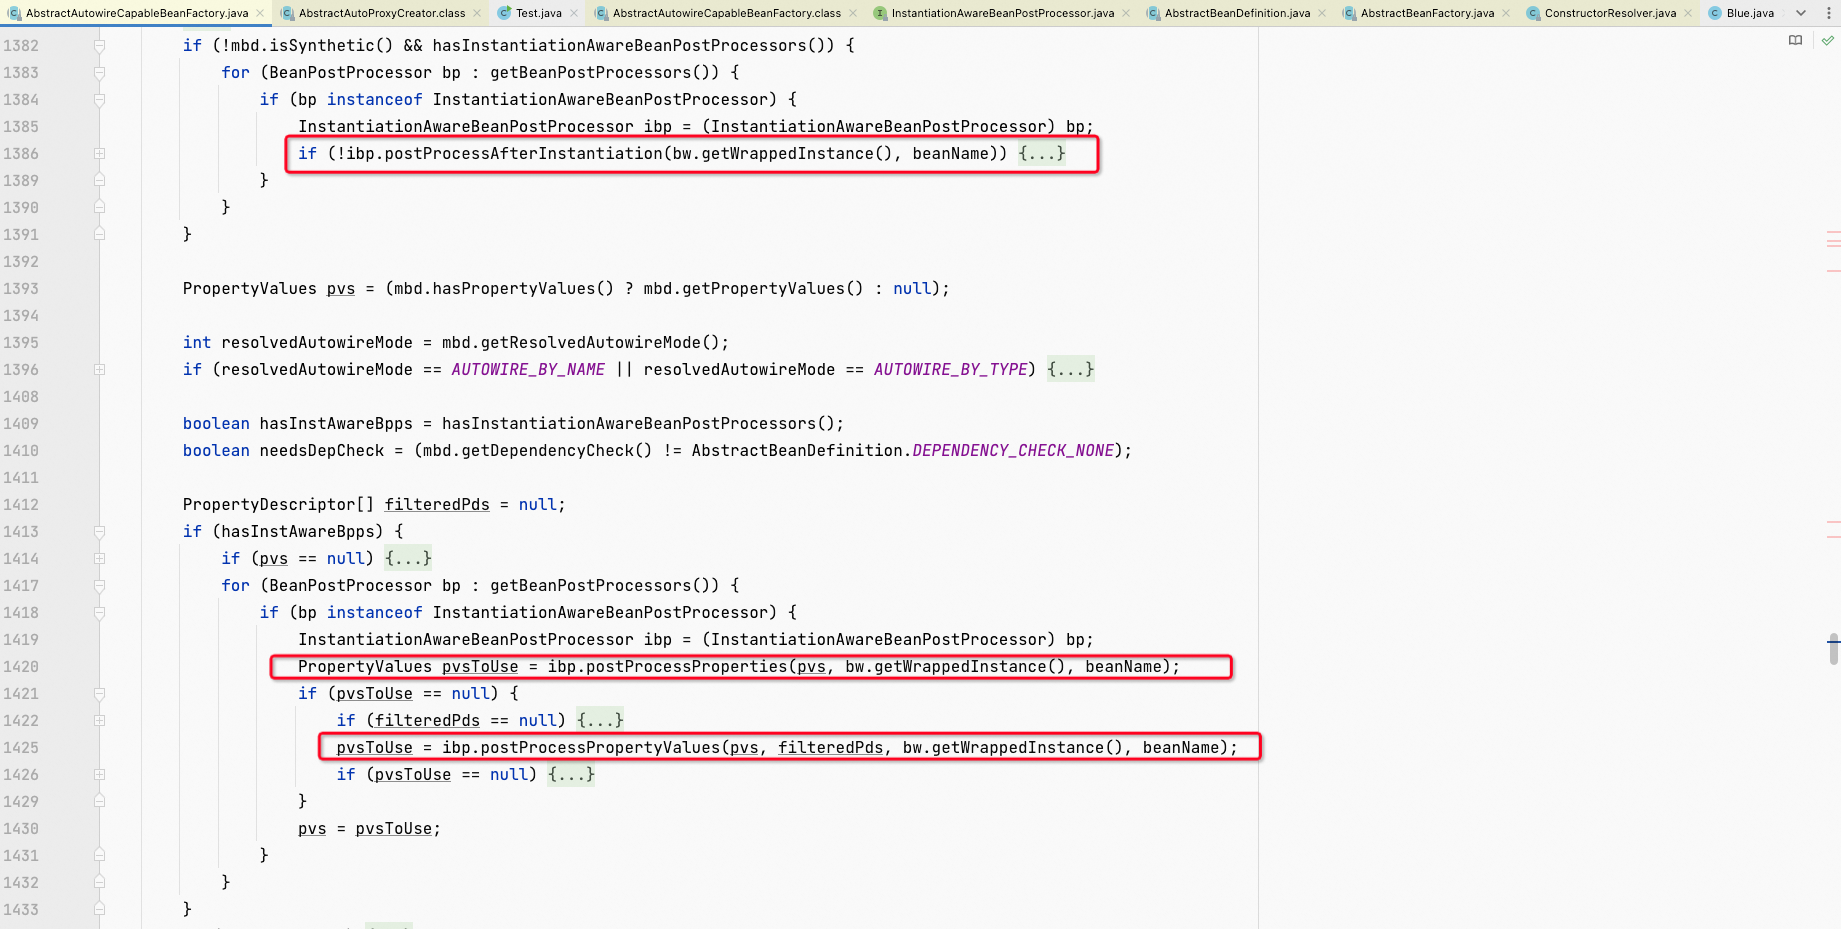 AbstractAutowireCapableBeanFactory.java AbstractAutoProxyCreator.class Test.java AbstractAutowireCapableBeanFactory.class InstantiationAwareBeanPostProcessor.java AbstractBeanDefinition.java AbstractBeanFactory.java ConstructorResolver.java Blue.java
1382 if (!mbd.isSynthetic() && hasInstantiationAwareBeanPostProcessors()) {
1383 for (BeanPostProcessor bp : getBeanPostProcessors()) {
1384 if (bp instanceof InstantiationAwareBeanPostProcessor) {
1385 InstantiationAwareBeanPostProcessor ibp = (InstantiationAwareBeanPostProcessor) bp;
1386 if (!ibp.postProcessAfterInstantiation(bw.getWrappedInstance(), beanName)) {...}
1389 }
1390 }
1391 }
1392
1393 PropertyValues pvs = (mbd.hasPropertyValues() ? mbd.getPropertyValues() : null);
1394
1395 int resolvedAutowireMode = mbd.getResolvedAutowireMode();
1396 if (resolvedAutowireMode == AUTOWIRE_BY_NAME || resolvedAutowireMode == AUTOWIRE_BY_TYPE) {...}
1408
1409 boolean hasInstAwareBpps = hasInstantiationAwareBeanPostProcessors();
1410 boolean needsDepCheck = (mbd.getDependencyCheck() != AbstractBeanDefinition.DEPENDENCY_CHECK_NONE);
1411
1412 PropertyDescriptor[] filteredPds = null;
1413 if (hasInstAwareBpps) {
1414 if (pvs == null) {...}
1417 for (BeanPostProcessor bp : getBeanPostProcessors()) {
1418 if (bp instanceof InstantiationAwareBeanPostProcessor) {
1419 InstantiationAwareBeanPostProcessor ibp = (InstantiationAwareBeanPostProcessor) bp;
1420 PropertyValues pvsToUse = ibp.postProcessProperties(pvs, bw.getWrappedInstance(), beanName);
1421 if (pvsToUse == null) {
1422 if (filteredPds == null) {...}
1425 pvsToUse = ibp.postProcessPropertyValues(pvs, filteredPds, bw.getWrappedInstance(), beanName);
1426 if (pvsToUse == null) {...}
1429 }
1430 pvs = pvsToUse;
1431 }
1432 }
1433 }